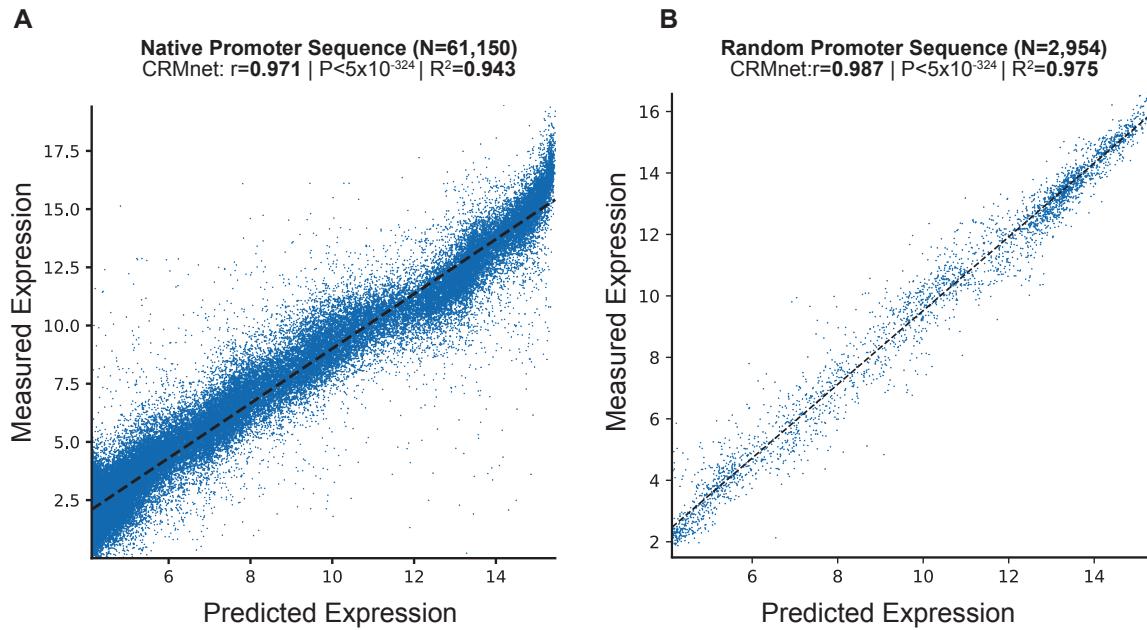 A
Native Promoter Sequence (N=61,150)
CRMnet: r=0.971 | P<5x10⁻³²⁴ | R²=0.943
17.5
15.0
12.5
10.0
7.5
5.0
2.5
Measured Expression
6
8
10
12
14
Predicted Expression
B
Random Promoter Sequence (N=2,954)
CRMnet:r=0.987 | P<5x10⁻³²⁴ | R²=0.975
16
14
12
10
8
6
4
2
Measured Expression
6
8
10
12
14
Predicted Expression